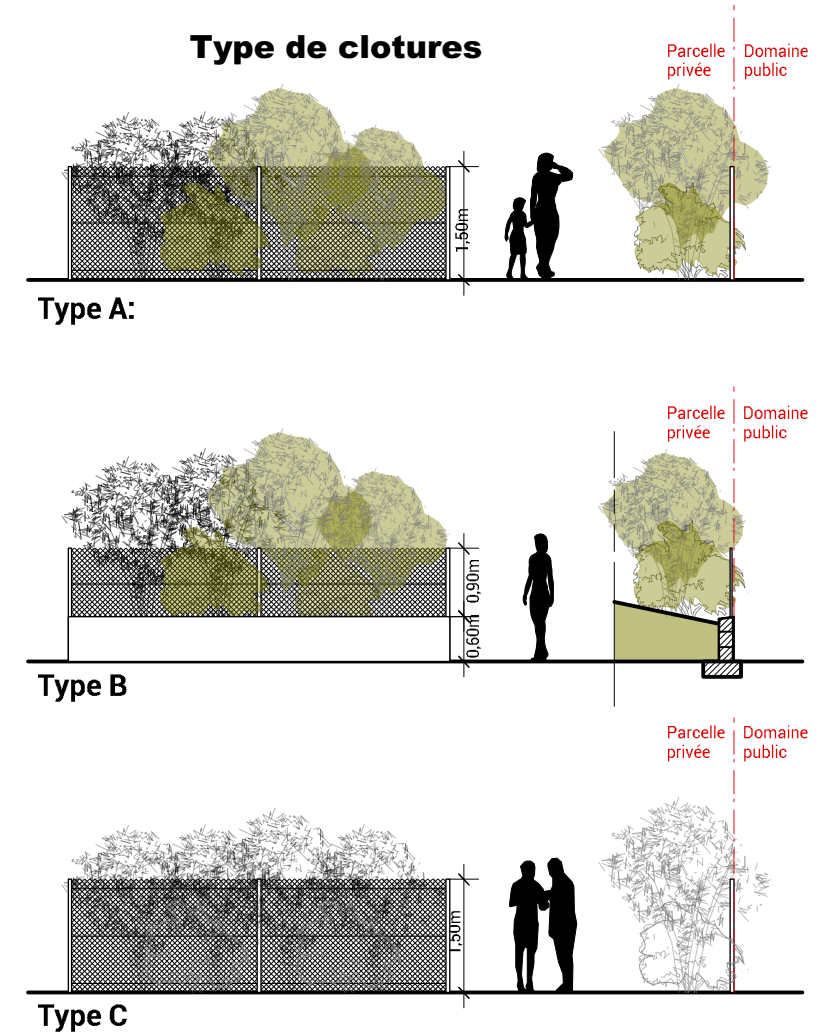 Type de clotures
Parcelle
privée
Domaine
public
1,50m
Type A:
Parcelle
privée
Domaine
public
0,90m
0,60m
Type B
Parcelle
privée
Domaine
public
1,50m
Type C